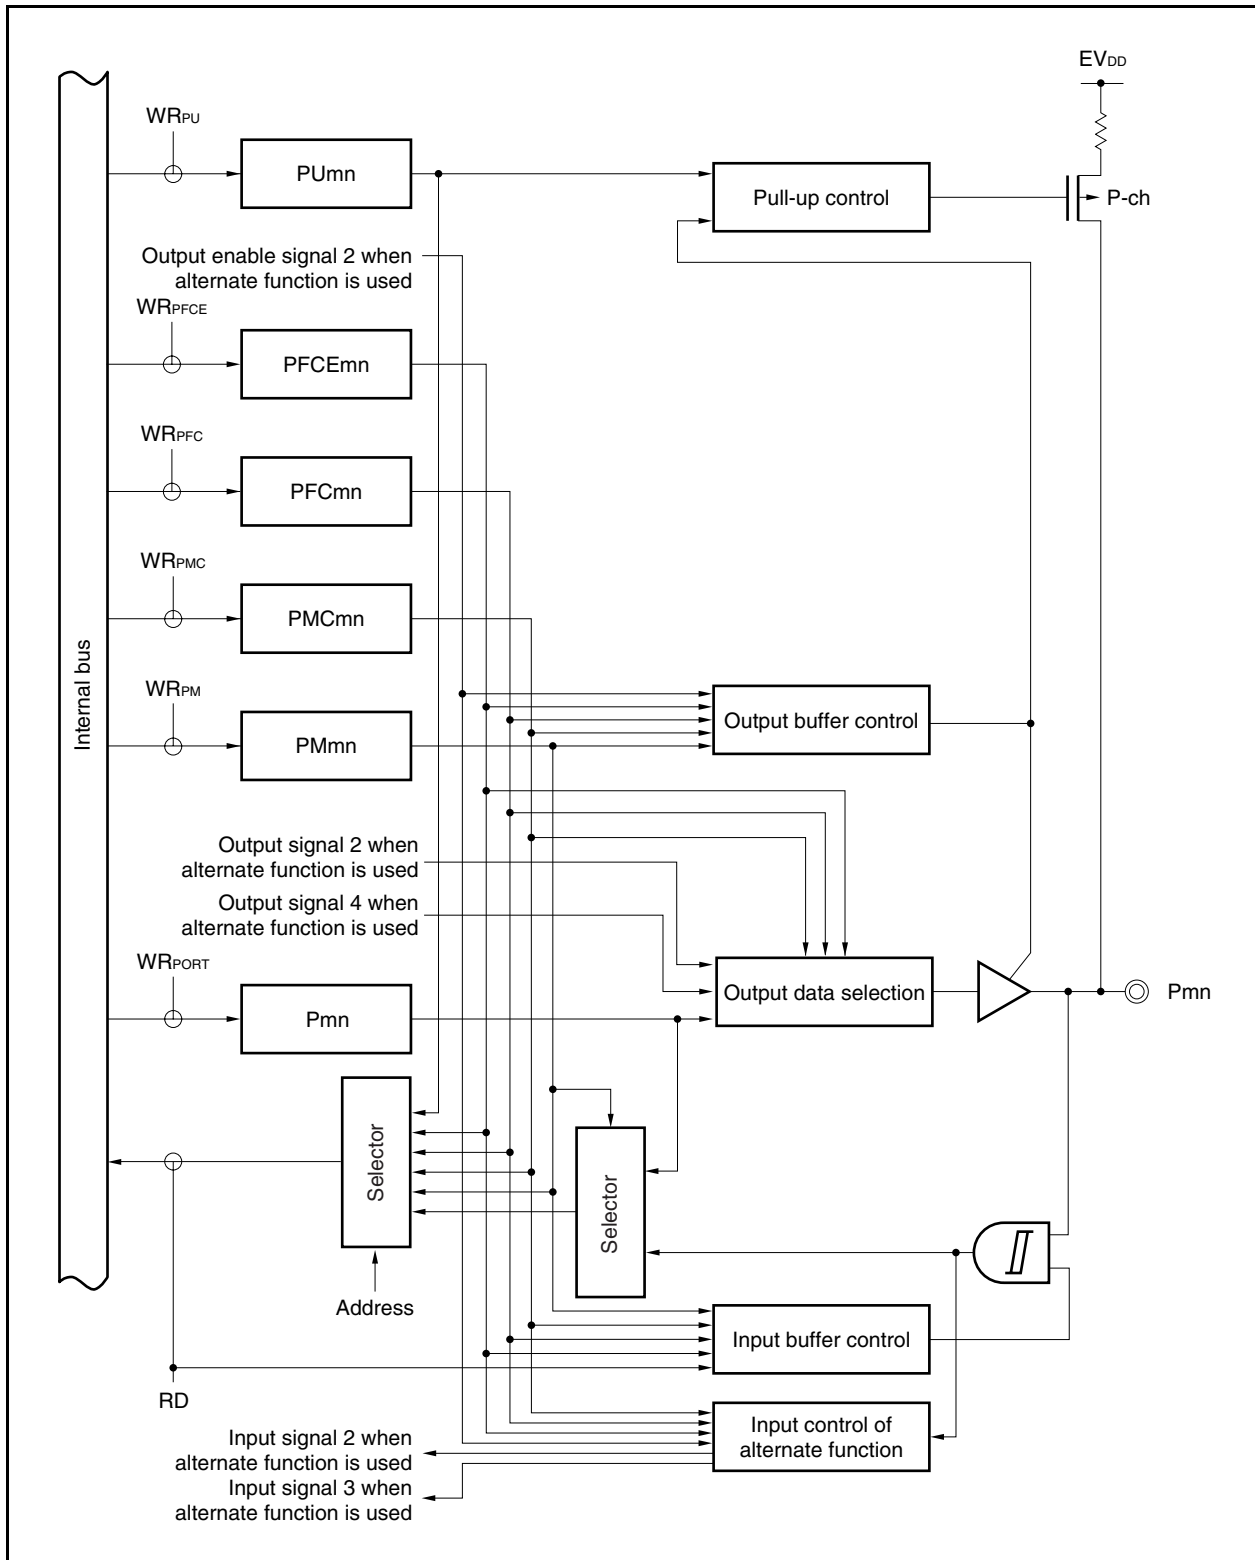 EVDD
WRPU
PUmn
Pull-up control
P-ch
Output enable signal 2 when
alternate function is used
WRPFCE
PFCEmn
WRPFC
PFCmn
WRPMC
PMCmn
Internal bus
WRPM
PMmn
Output buffer control
Output signal 2 when
alternate function is used
Output signal 4 when
alternate function is used
WRPORT
Pmn
Output data selection
Pmn
Selector
Selector
Address
Input buffer control
RD
Input control of
alternate function
Input signal 2 when
alternate function is used
Input signal 3 when
alternate function is used